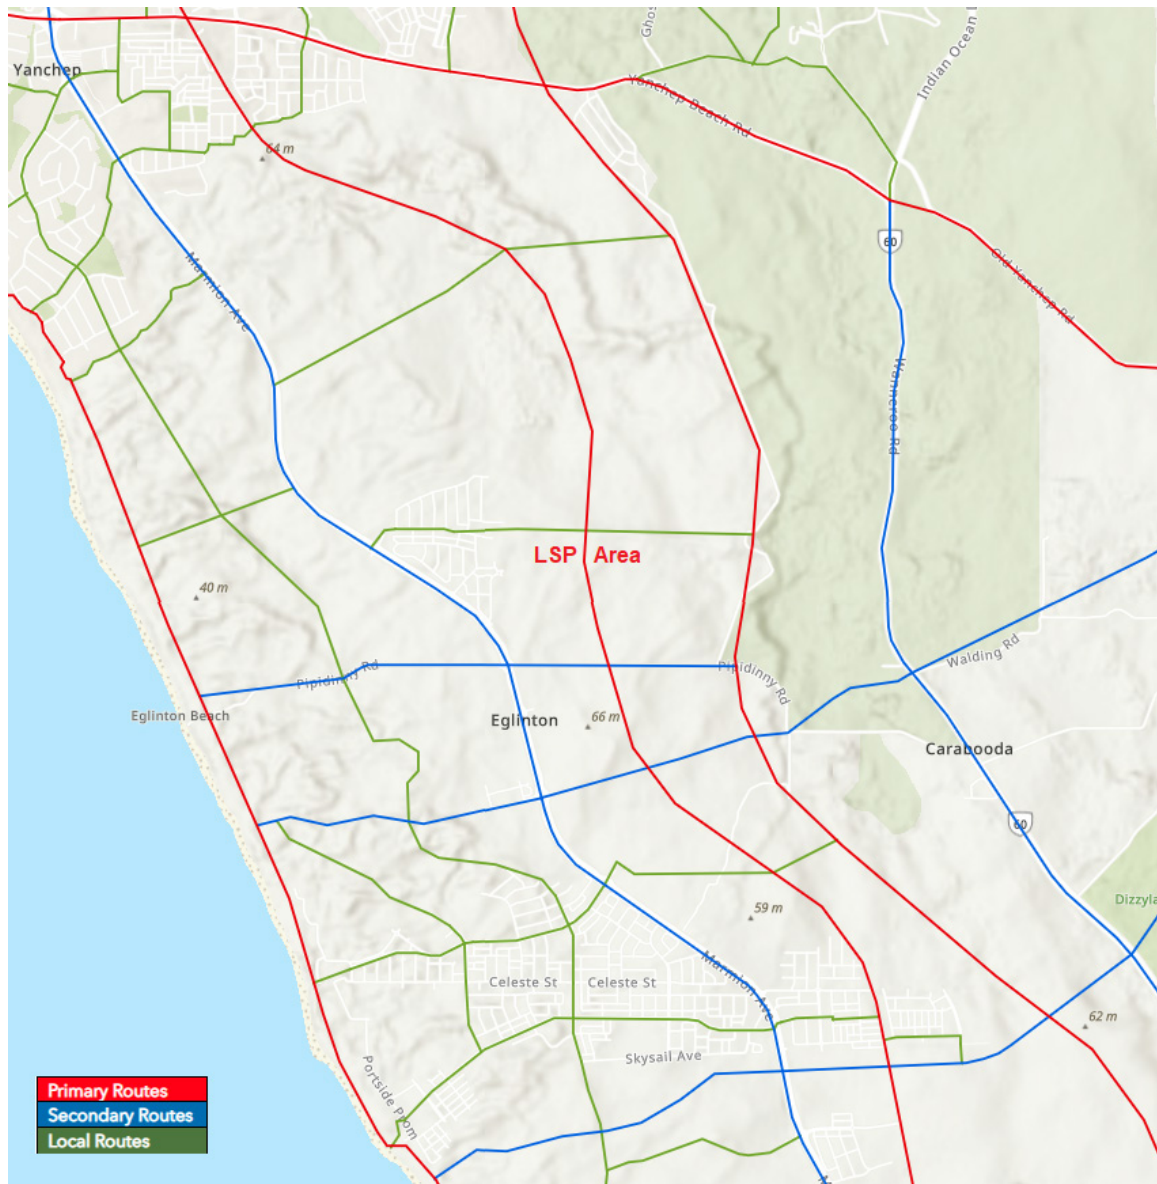 Yanchep
Ghos
Indian Ocean
Yanchep Beach Rd
64 m
60
Old Yanchep Rd
Marmion Ave
Wanneroo Rd
LSP Area
40 m
Walding Rd
Pipidinny Rd
Pipidinny Rd
Eglinton Beach
Eglinton
66 m
Carabooda
60
Dizzyla
59 m
Marmion Ave
Celeste St
Celeste St
62 m
Skysail Ave
Portside Prom
Primary Routes
Secondary Routes
Local Routes